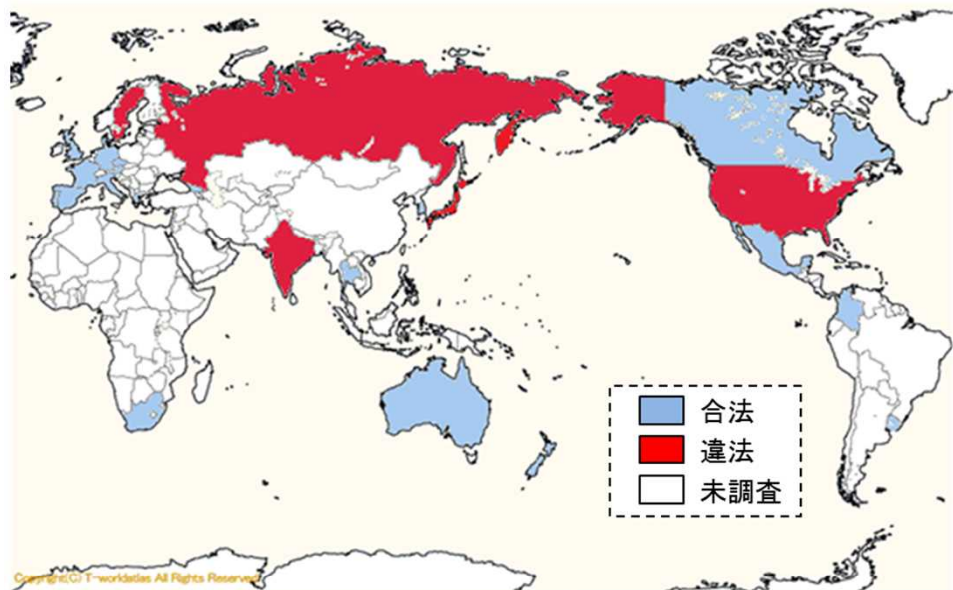 合法
違法
未調査
Copyright(C) T-worldatlas All Rights Reserved